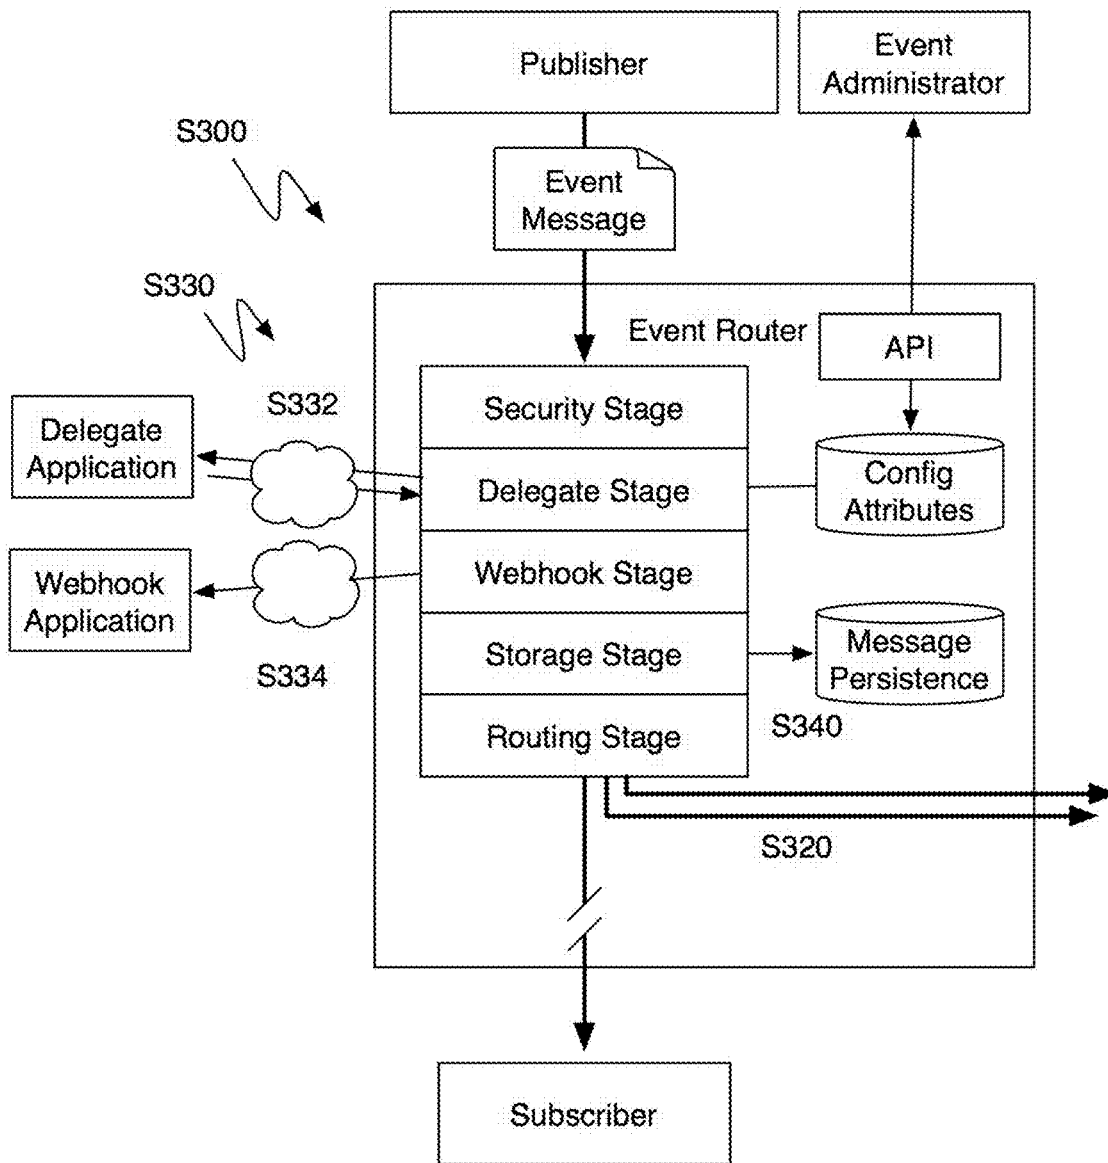 Publisher
Event
Administrator
S300
Event
Message
S330
Event Router
API
Security Stage
S332
Delegate
Application
Delegate Stage
Config
Attributes
Webhook Stage
Webhook
Application
Storage Stage
Message
Persistence
S334
Routing Stage
S340
S320
Subscriber